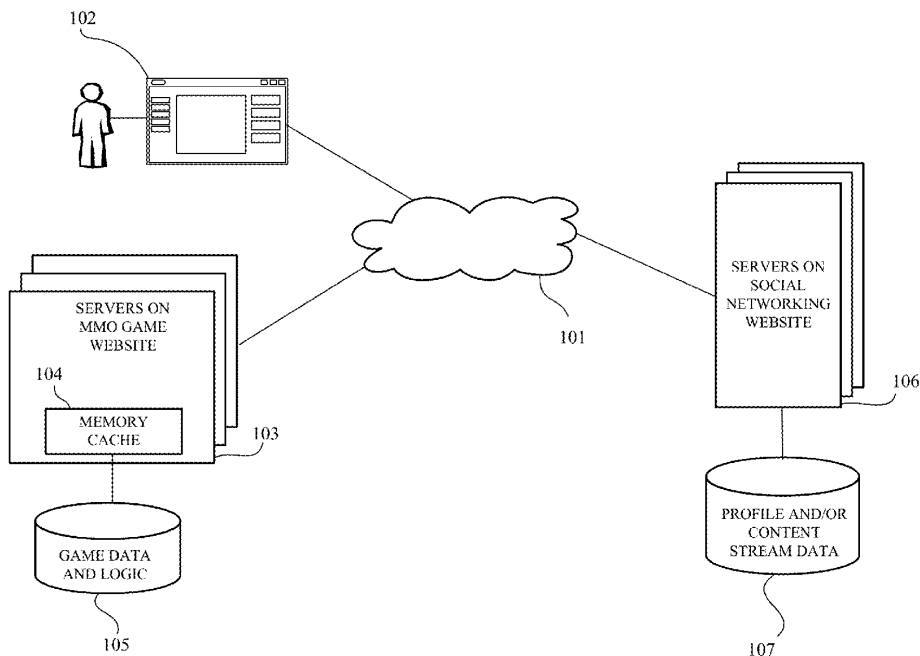 102
SERVERS ON
MMO GAME
WEBSITE
104
MEMORY
CACHE
103
GAME DATA
AND LOGIC
105
101
SERVERS ON
SOCIAL
NETWORKING
WEBSITE
106
PROFILE AND/OR
CONTENT
STREAM DATA
107